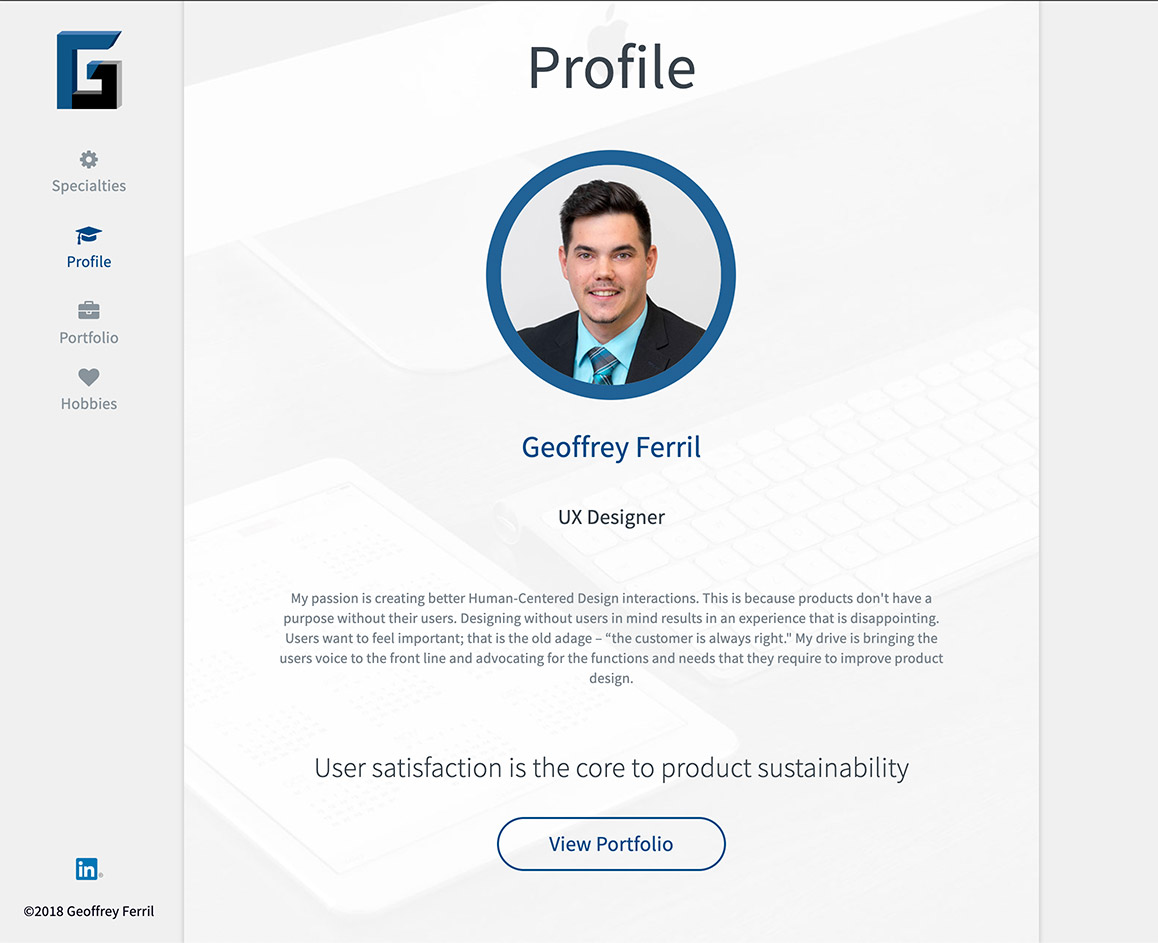 Specialties
Profile
Portfolio
Hobbies
in
©2018 Geoffrey Ferril
Profile
Geoffrey Ferril
UX Designer
My passion is creating better Human-Centered Design interactions. This is because products don't have a
purpose without their users. Designing without users in mind results in an experience that is disappointing.
Users want to feel important; that is the old adage – “the customer is always right." My drive is bringing the
users voice to the front line and advocating for the functions and needs that they require to improve product
design.
User satisfaction is the core to product sustainability
View Portfolio